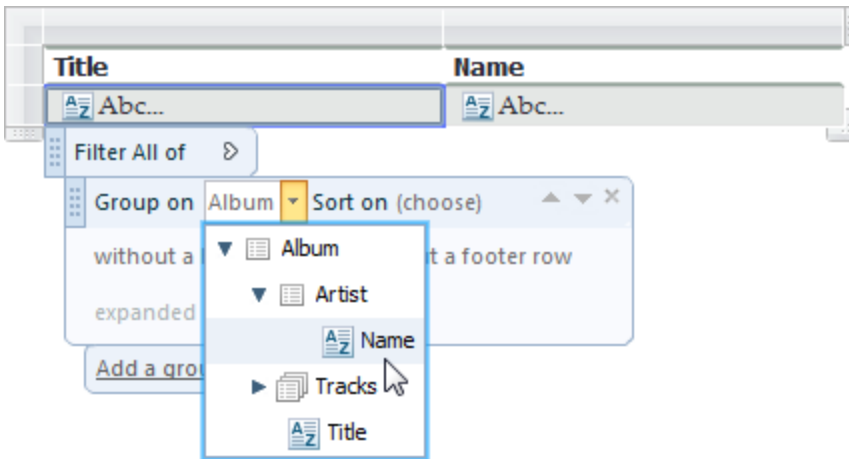 Title Name
Abc... Abc...
Filter All of
Group on Album Sort on (choose)
without a t a footer row
expanded
Add a grou
Album
Artist
Name
Tracks
Title